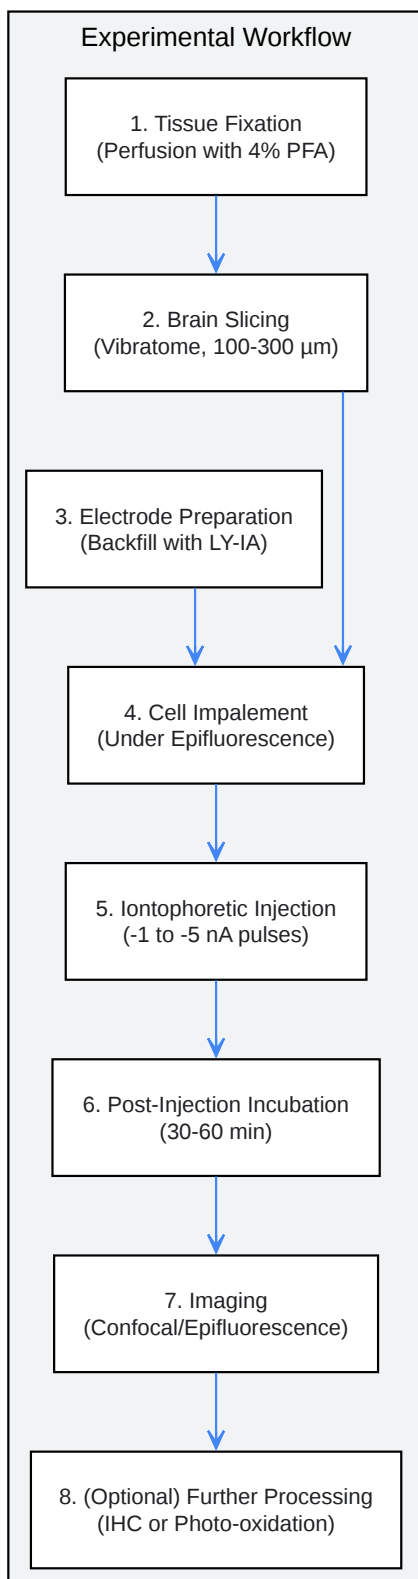 Experimental Workflow
1. Tissue Fixation
(Perfusion with 4% PFA)
2. Brain Slicing
(Vibratome, 100-300 µm)
3. Electrode Preparation
(Backfill with LY-IA)
4. Cell Impalement
(Under Epifluorescence)
5. Iontophoretic Injection
(-1 to -5 nA pulses)
6. Post-Injection Incubation
(30-60 min)
7. Imaging
(Confocal/Epifluorescence)
8. (Optional) Further Processing
(IHC or Photo-oxidation)